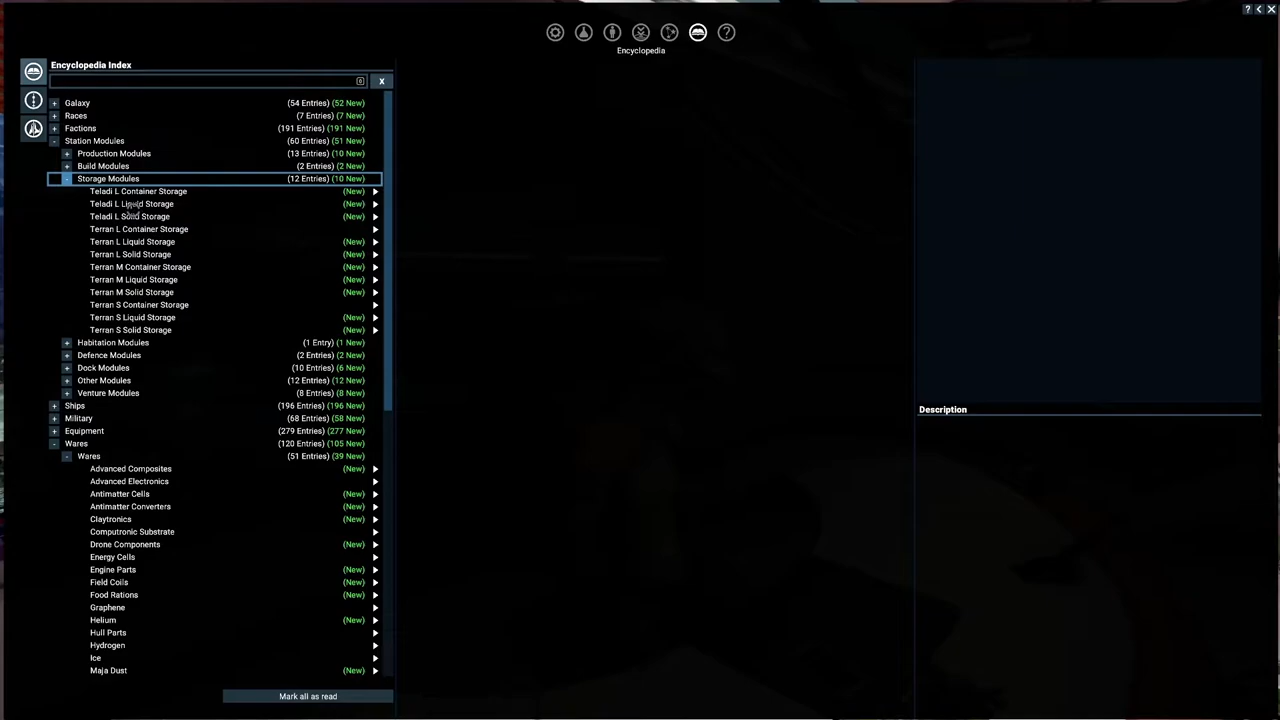 ? < X
Encyclopedia
Encyclopedia Index
0 X
+ Galaxy (54 Entries) (52 New)
+ Races (7 Entries) (7 New)
+ Factions (191 Entries) (191 New)
- Station Modules (60 Entries) (51 New)
+ Production Modules (13 Entries) (10 New)
+ Build Modules (2 Entries) (2 New)
- Storage Modules (12 Entries) (10 New)
Teladi L Container Storage (New)
Teladi L Liquid Storage (New)
Teladi L Solid Storage (New)
Terran L Container Storage
Terran L Liquid Storage (New)
Terran L Solid Storage (New)
Terran M Container Storage (New)
Terran M Liquid Storage (New)
Terran M Solid Storage (New)
Terran S Container Storage
Terran S Liquid Storage (New)
Terran S Solid Storage (New)
+ Habitation Modules (1 Entry) (1 New)
+ Defence Modules (2 Entries) (2 New)
+ Dock Modules (10 Entries) (6 New)
+ Other Modules (12 Entries) (12 New)
+ Venture Modules (8 Entries) (8 New)
+ Ships (196 Entries) (196 New)
+ Military (68 Entries) (58 New)
+ Equipment (279 Entries) (277 New)
- Wares (120 Entries) (105 New)
- Wares (51 Entries) (39 New)
Advanced Composites (New)
Advanced Electronics
Antimatter Cells (New)
Antimatter Converters (New)
Claytronics (New)
Computronic Substrate
Drone Components (New)
Energy Cells
Engine Parts (New)
Field Coils (New)
Food Rations (New)
Graphene
Helium (New)
Hull Parts
Hydrogen
Ice
Maja Dust (New)
Mark all as read
Description